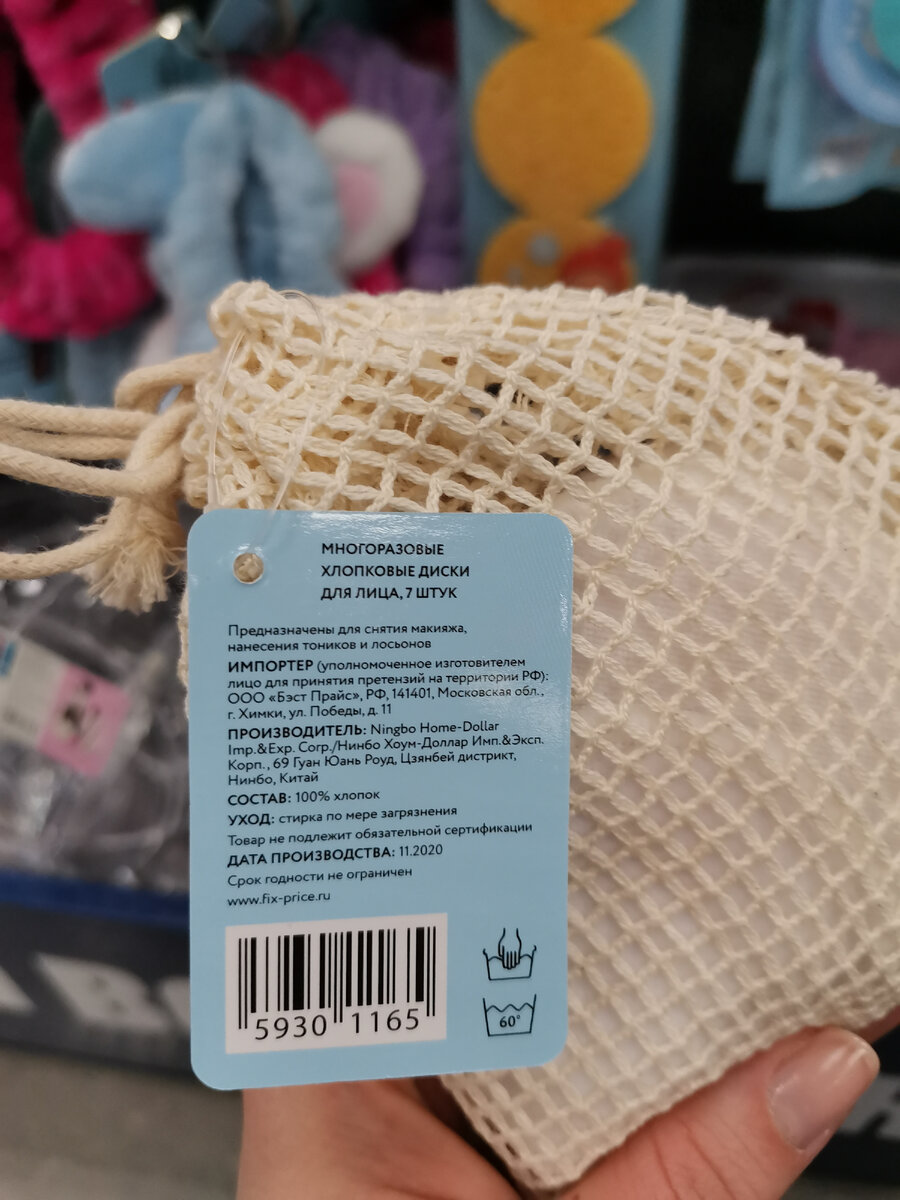 МНОГОРАЗОВЫЕ
ХЛОПКОВЫЕ ДИСКИ
ДЛЯ ЛИЦА, 7 ШТУК
Предназначены для снятия макияжа,
нанесения тоников и лосьонов
ИМПОРТЕР (уполномоченное изготовителем
лицо для принятия претензий на территории РФ):
ООО «Бэст Прайс», РФ, 141401, Московская обл.,
г. Химки, ул. Победы, д. 11
ПРОИЗВОДИТЕЛЬ: Ningbo Home-Dollar
Imp.&Exp. Corp./Нинбо Хоум-Доллар Имп.&Эксп.
Корп., 69 Гуан Юань Роуд, Цзянбей дистрикт,
Нинбо, Китай
СОСТАВ: 100% хлопок
УХОД: стирка по мере загрязнения
Товар не подлежит обязательной сертификации
ДАТА ПРОИЗВОДСТВА: 11.2020
Срок годности не ограничен
www.fix-price.ru
5930 1165
60°